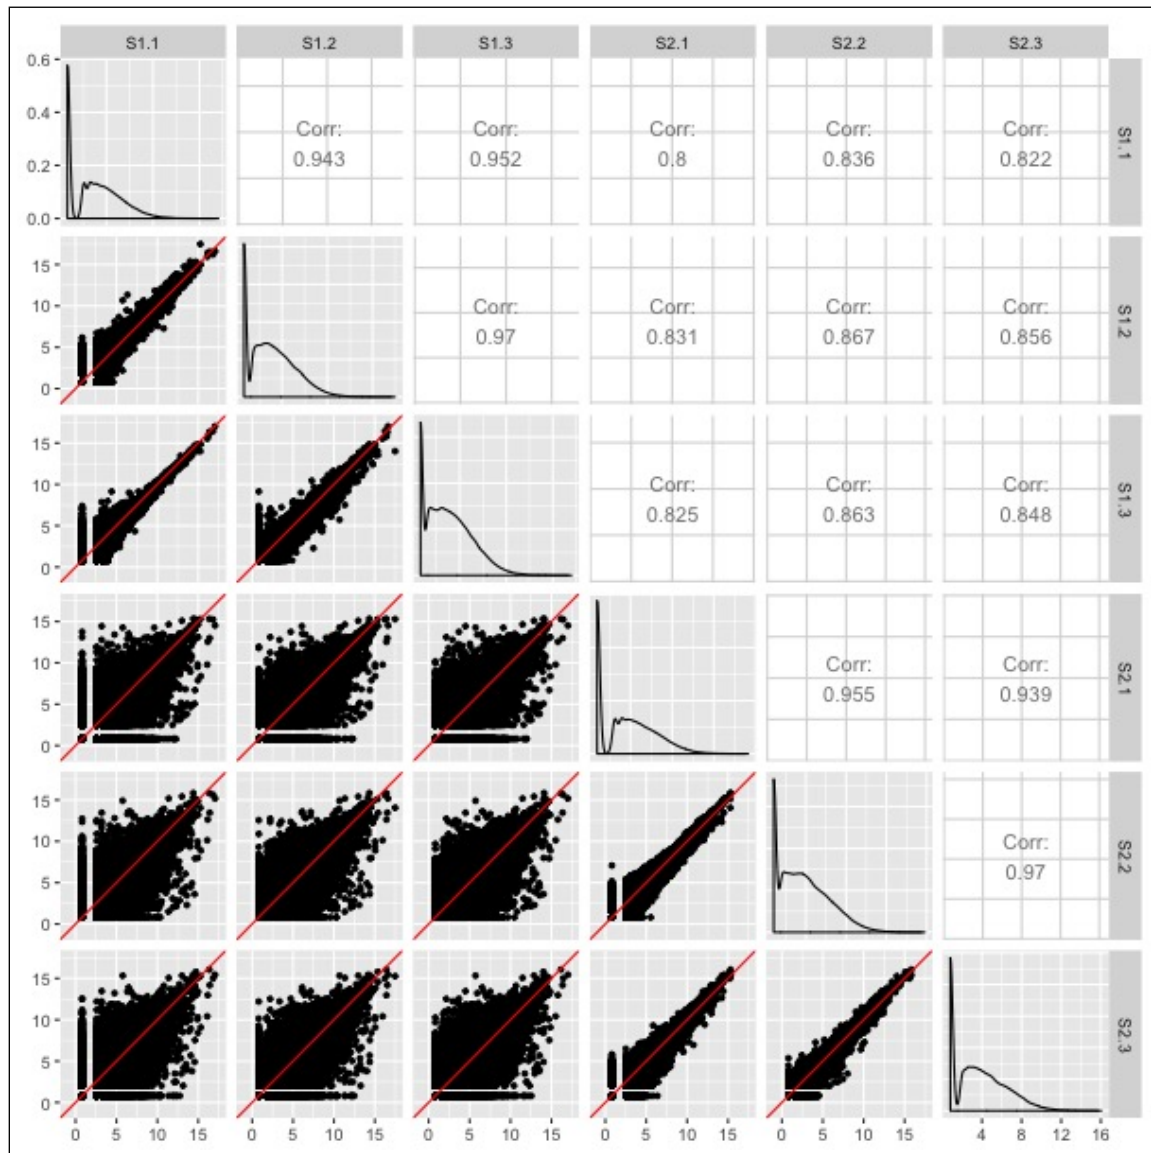 S1.1 S1.2 S1.3 S2.1 S2.2 S2.3
0.6
0.4
0.2
0.0
Corr:
0.943
Corr:
0.952
Corr:
0.8
Corr:
0.836
Corr:
0.822
S1.1
15
10
5
0
Corr:
0.97
Corr:
0.831
Corr:
0.867
Corr:
0.856
S1.2
15
10
5
0
Corr:
0.825
Corr:
0.863
Corr:
0.848
S1.3
15
10
5
0
Corr:
0.955
Corr:
0.939
S2.1
15
10
5
0
Corr:
0.97
S2.2
15
10
5
0
S2.3
0 5 10 15 0 5 10 15 0 5 10 15 0 5 10 15 0 5 10 15 4 8 12 16